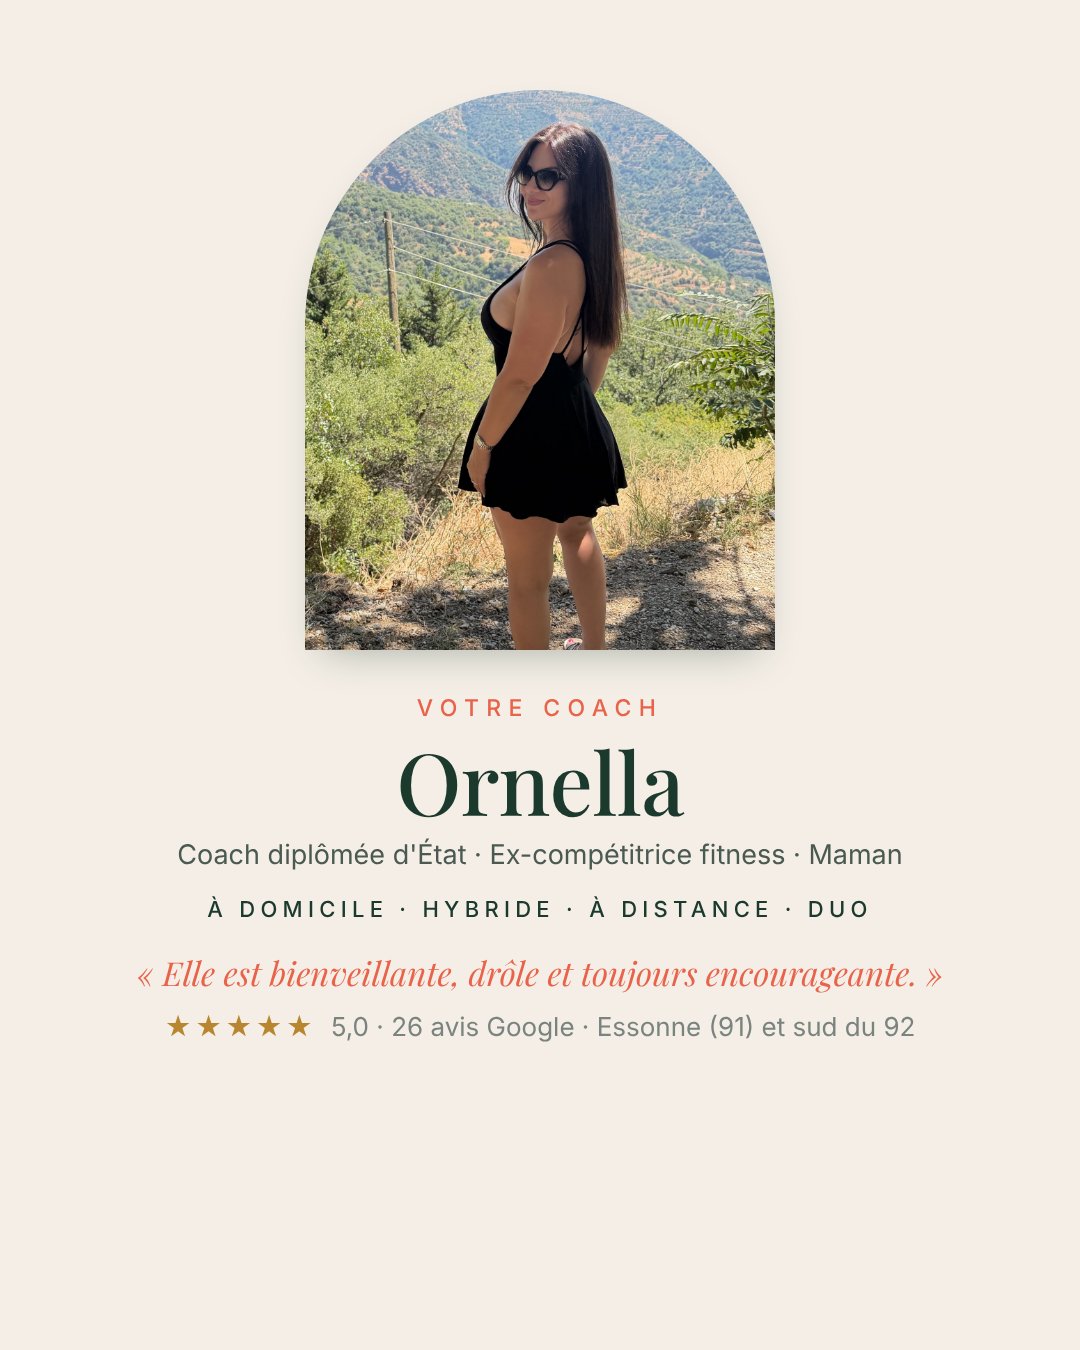 VOTRE COACH
Ornella
Coach diplômée d'État · Ex-compétitrice fitness · Maman
À DOMICILE · HYBRIDE · À DISTANCE · DUO
« Elle est bienveillante, drôle et toujours encourageante. »
★★★★★ 5,0 · 26 avis Google · Essonne (91) et sud du 92